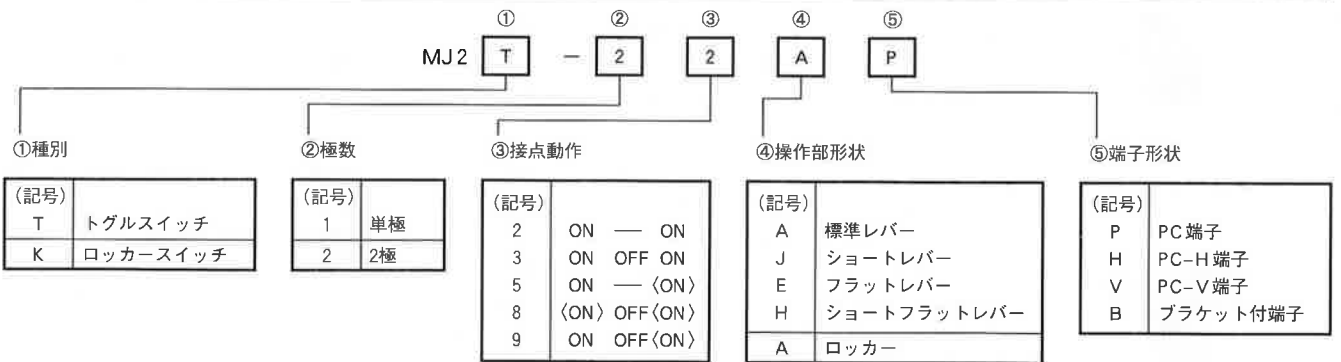 ① ② ③ ④ ⑤
MJ2 T － 2 2 A P
①種別
(記号)
T トグルスイッチ
K ロッカースイッチ
②極数
(記号)
1 単極
2 2極
③接点動作
(記号)
2 ON — ON
3 ON OFF ON
5 ON — 〈ON〉
8 〈ON〉 OFF〈ON〉
9 ON OFF〈ON〉
④操作部形状
(記号)
A 標準レバー
J ショートレバー
E フラットレバー
H ショートフラットレバー
A ロッカー
⑤端子形状
(記号)
P PC端子
H PC-H端子
V PC-V端子
B ブラケット付端子